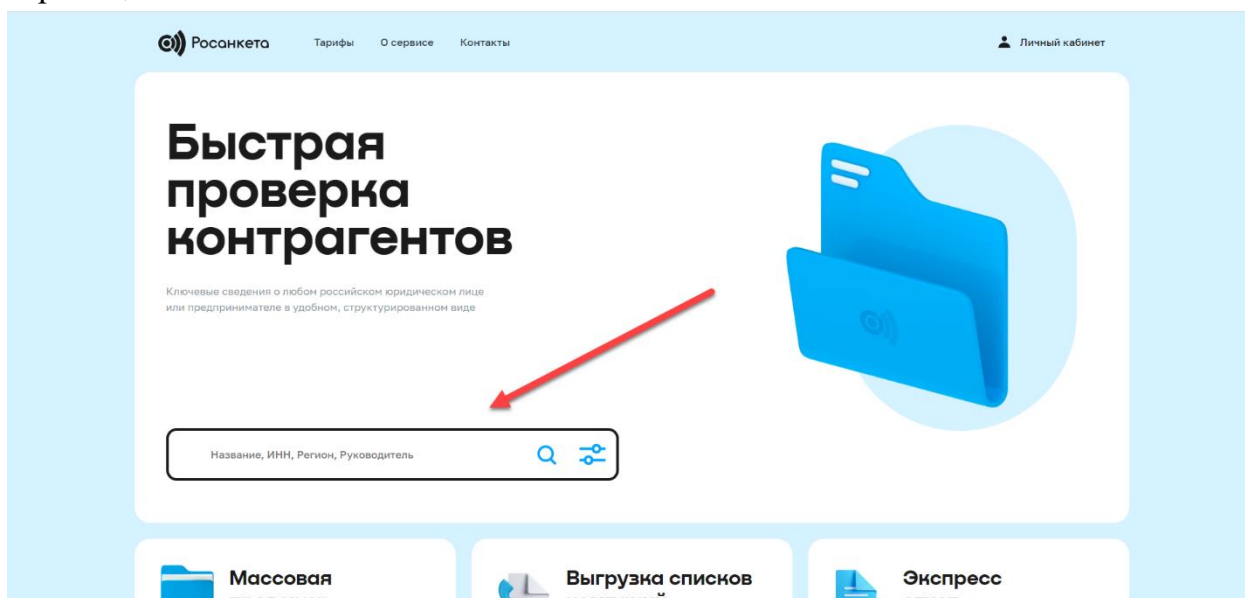 Росанкета Тарифы О сервисе Контакты Личный кабинет
Быстрая
проверка
контрагентов
Ключевые сведения о любом российском юридическом лице
или предпринимателе в удобном, структурированном виде
Название, ИНН, Регион, Руководитель
Массовая
Выгрузка списков
Экспресс